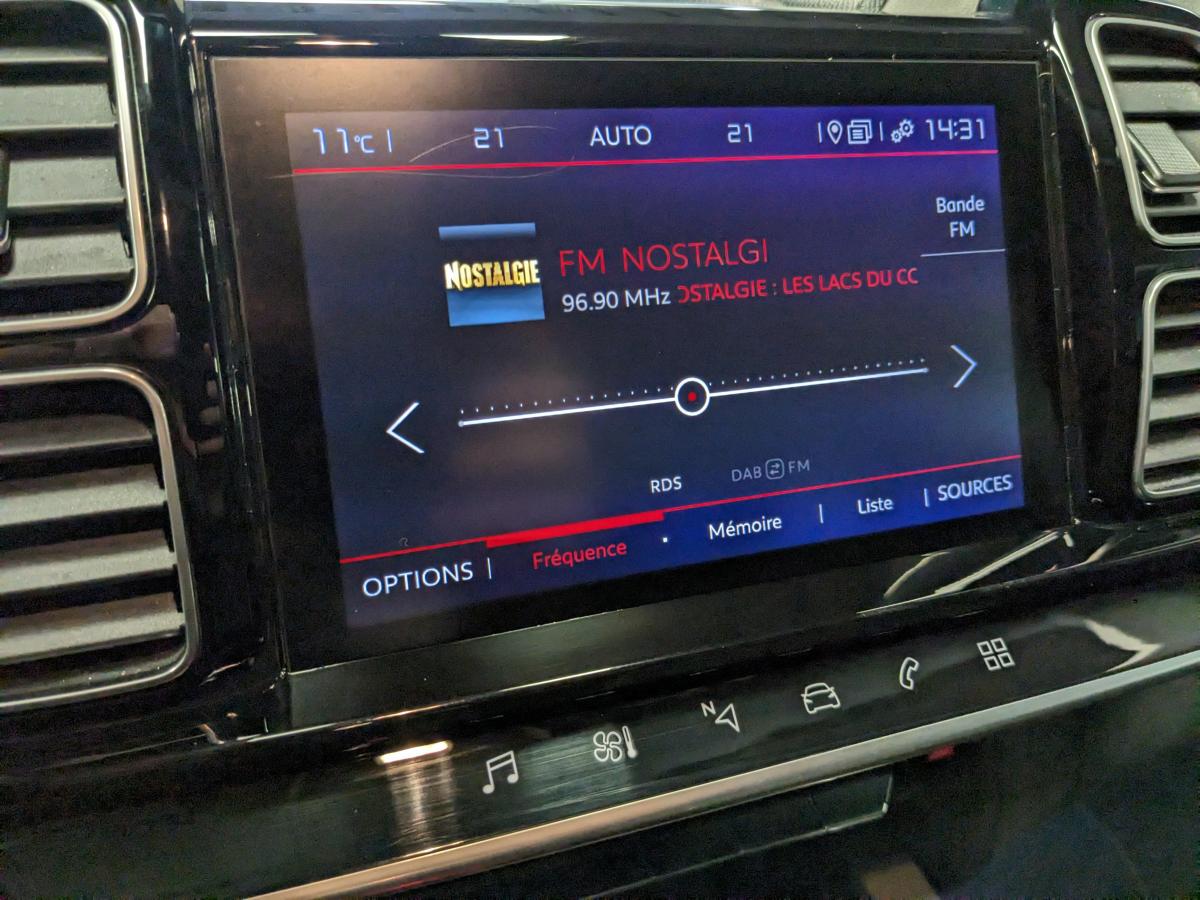 11°C | 21 AUTO 21 | | 14:31
Bande
FM
NOSTALGIE
FM NOSTALGI
96.90 MHz OSTALGIE : LES LACS DU CC
RDS DAB FM
OPTIONS | Fréquence · Mémoire | Liste | SOURCES
N